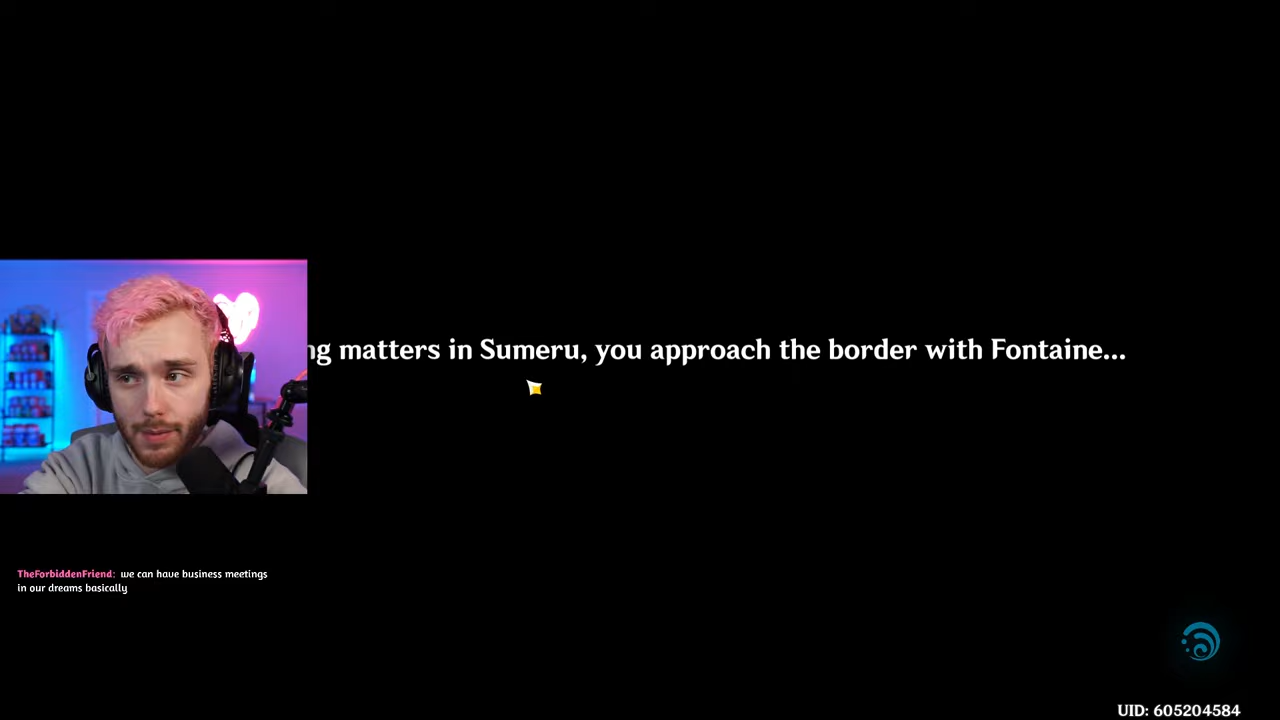 ng matters in Sumeru, you approach the border with Fontaine...
TheForbiddenFriend: we can have business meetings
in our dreams basically
UID: 605204584